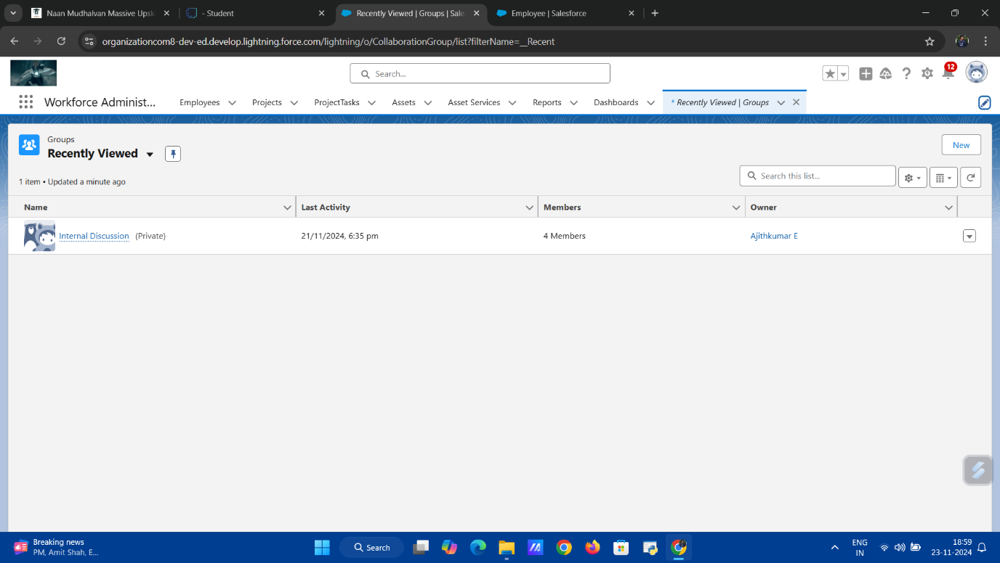 Naan Mudhalvan Massive Upsk
- Student
Recently Viewed | Groups | Sale
Employee | Salesforce
organizationcom8-dev-ed.develop.lightning.force.com/lightning/o/CollaborationGroup/list?filterName=__Recent
Search...
12
Workforce Administ...
Employees
Projects
ProjectTasks
Assets
Asset Services
Reports
Dashboards
* Recently Viewed | Groups
Groups
Recently Viewed
New
1 item • Updated a minute ago
Search this list...
Name
Last Activity
Members
Owner
Internal Discussion (Private)
21/11/2024, 6:35 pm
4 Members
Ajithkumar E
Breaking news
PM, Amit Shah, E...
Search
ENG
IN
18:59
23-11-2024